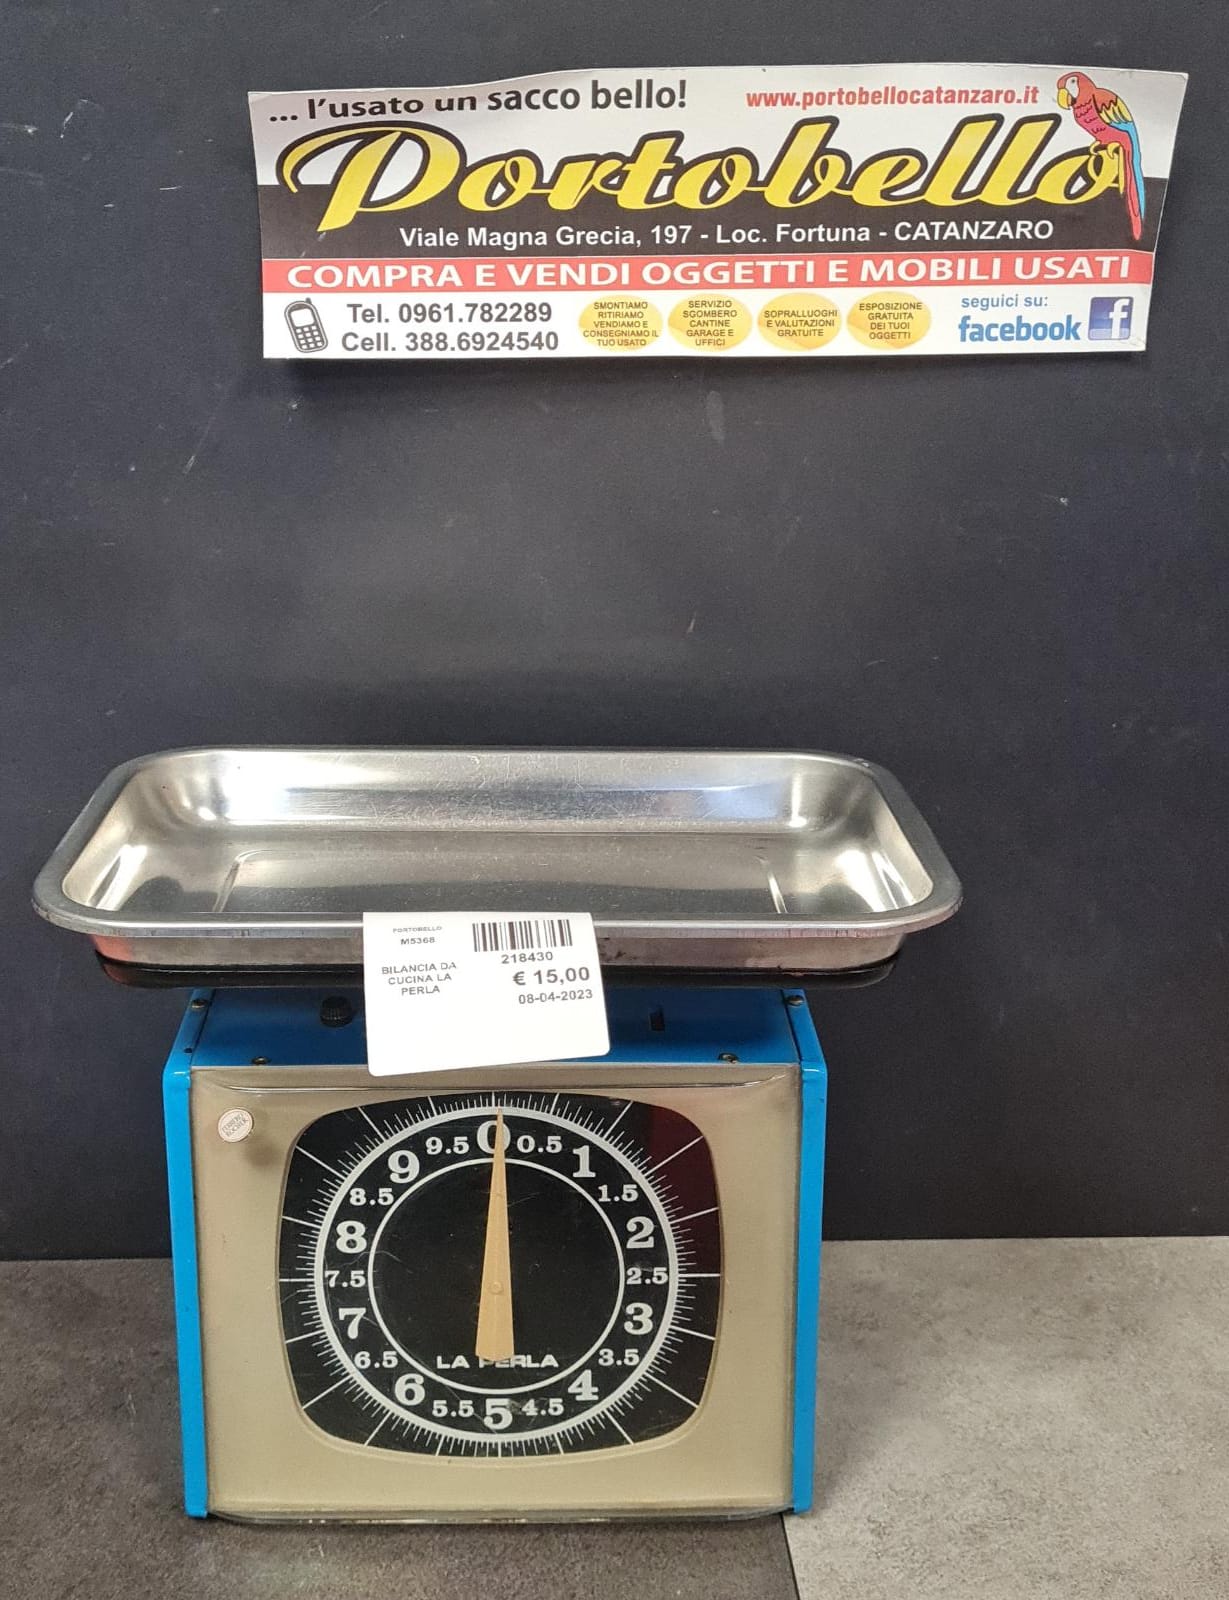 ... l'usato un sacco bello!
www.portobellocatanzaro.it
Portobello
Viale Magna Grecia, 197 - Loc. Fortuna - CATANZARO
COMPRA E VENDI OGGETTI E MOBILI USATI
Tel. 0961.782289
Cell. 388.6924540
SMONTIAMO
RITIRIAMO
VENDIAMO E
CONSEGNIAMO IL
TUO USATO
SERVIZIO
SGOMBERO
CANTINE
GARAGE E
UFFICI
SOPRALLUOGHI
E VALUTAZIONI
GRATUITE
ESPOSIZIONE
GRATUITA
DEI TUOI
OGGETTI
seguici su:
facebook f
PORTOBELLO
M5368
BILANCIA DA
CUCINA LA
PERLA
218430
€ 15,00
08-04-2023
FERRERO
ROCHER
0
0.5
1
1.5
2
2.5
3
3.5
4
4.5
5
5.5
6
6.5
7
7.5
8
8.5
9
9.5
LA PERLA